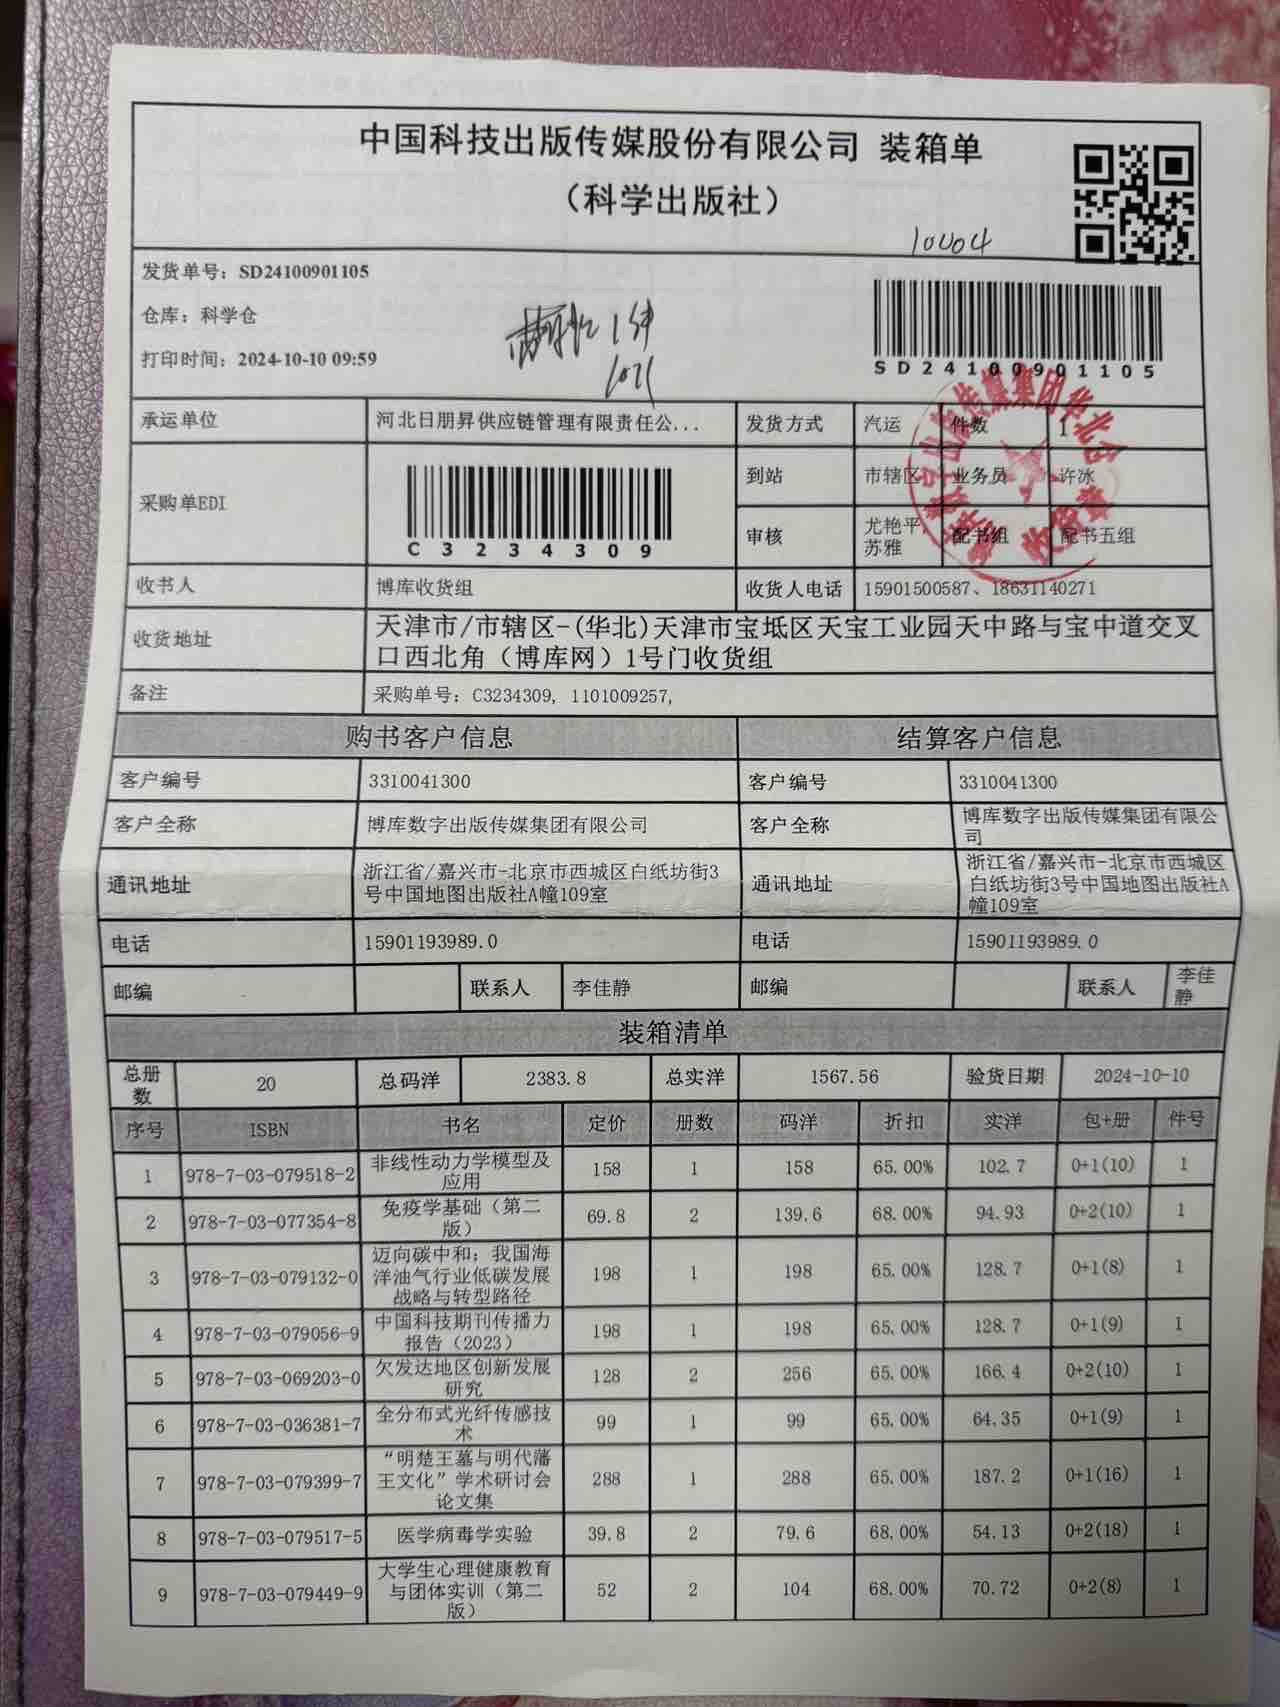 中国科技出版传媒股份有限公司 装箱单
（科学出版社）
10004
发货单号：SD24100901105
仓库：科学仓
打印时间：2024-10-10 09:59
SD24100901105
承运单位 河北日朋昇供应链管理有限责任公... 发货方式 汽运 件数 1
采购单EDI C3234309 到站 市辖区 业务员 许冰
审核 尤艳平 苏雅 配书组 配书五组
收书人 博库收货组 收货人电话 15901500587、18631140271
收货地址 天津市/市辖区-(华北)天津市宝坻区天宝工业园天中路与宝中道交叉
口西北角（博库网）1号门收货组
备注 采购单号：C3234309, 1101009257,
购书客户信息 结算客户信息
客户编号 3310041300 客户编号 3310041300
客户全称 博库数字出版传媒集团有限公司 客户全称 博库数字出版传媒集团有限公司
通讯地址 浙江省/嘉兴市-北京市西城区白纸坊街3号中国地图出版社A幢109室 通讯地址 浙江省/嘉兴市-北京市西城区白纸坊街3号中国地图出版社A幢109室
电话 15901193989.0 电话 15901193989.0
邮编 联系人 李佳静 邮编 联系人 李佳静
装箱清单
总册数 20 总码洋 2383.8 总实洋 1567.56 验货日期 2024-10-10
序号 ISBN 书名 定价 册数 码洋 折扣 实洋 包+册 件号
1 978-7-03-079518-2 非线性动力学模型及应用 158 1 158 65.00% 102.7 0+1(10) 1
2 978-7-03-077354-8 免疫学基础（第二版） 69.8 2 139.6 68.00% 94.93 0+2(10) 1
3 978-7-03-079132-0 迈向碳中和：我国海洋油气行业低碳发展战略与转型路径 198 1 198 65.00% 128.7 0+1(8) 1
4 978-7-03-079056-9 中国科技期刊传播力报告（2023） 198 1 198 65.00% 128.7 0+1(9) 1
5 978-7-03-069203-0 欠发达地区创新发展研究 128 2 256 65.00% 166.4 0+2(10) 1
6 978-7-03-036381-7 全分布式光纤传感技术 99 1 99 65.00% 64.35 0+1(9) 1
7 978-7-03-079399-7 “明楚王墓与明代藩王文化”学术研讨会论文集 288 1 288 65.00% 187.2 0+1(16) 1
8 978-7-03-079517-5 医学病毒学实验 39.8 2 79.6 68.00% 54.13 0+2(18) 1
9 978-7-03-079449-9 大学生心理健康教育与团体实训（第二版） 52 2 104 68.00% 70.72 0+2(8) 1